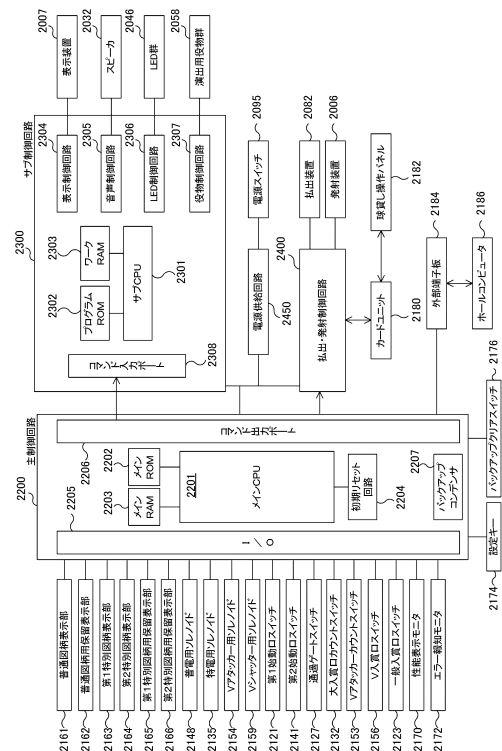 2200
主制御回路
2205
2206
I/O
2203
メイン
RAM
2202
メイン
ROM
2201
メインCPU
初期リセット
回路
2204
2207
バックアップ
コンデンサ
コマンド出力ポート
2161
普通図柄表示部
2162
普通図柄用保留表示部
2163
第1特別図柄表示部
2164
第2特別図柄表示部
2165
第1特別図柄用保留表示部
2166
第2特別図柄用保留表示部
2148
普電用ソレノイド
2135
特電用ソレノイド
2154
Vアタッカー用ソレノイド
2159
Vシャッター用ソレノイド
2121
第1始動口スイッチ
2141
第2始動口スイッチ
2127
通過ゲートスイッチ
2132
大入賞口カウントスイッチ
2153
Vアタッカーカウントスイッチ
2156
V入賞口スイッチ
2123
一般入賞口スイッチ
2170
性能表示モニタ
2172
エラー報知モニタ
2174
設定キー
2176
バックアップクリアスイッチ
2300
サブ制御回路
コマンド入力ポート
2308
2302
プログラム
ROM
2303
ワーク
RAM
サブCPU
2301
2304
表示制御回路
2305
音声制御回路
2306
LED制御回路
2307
役物制御回路
2007
表示装置
2032
スピーカ
2046
LED群
2058
演出用役物群
電源供給回路
2450
電源スイッチ
2095
2400
払出・発射制御回路
払出装置
2082
発射装置
2006
カードユニット
2180
球貸し操作パネル
2182
外部端子板
2184
ホールコンピュータ
2186